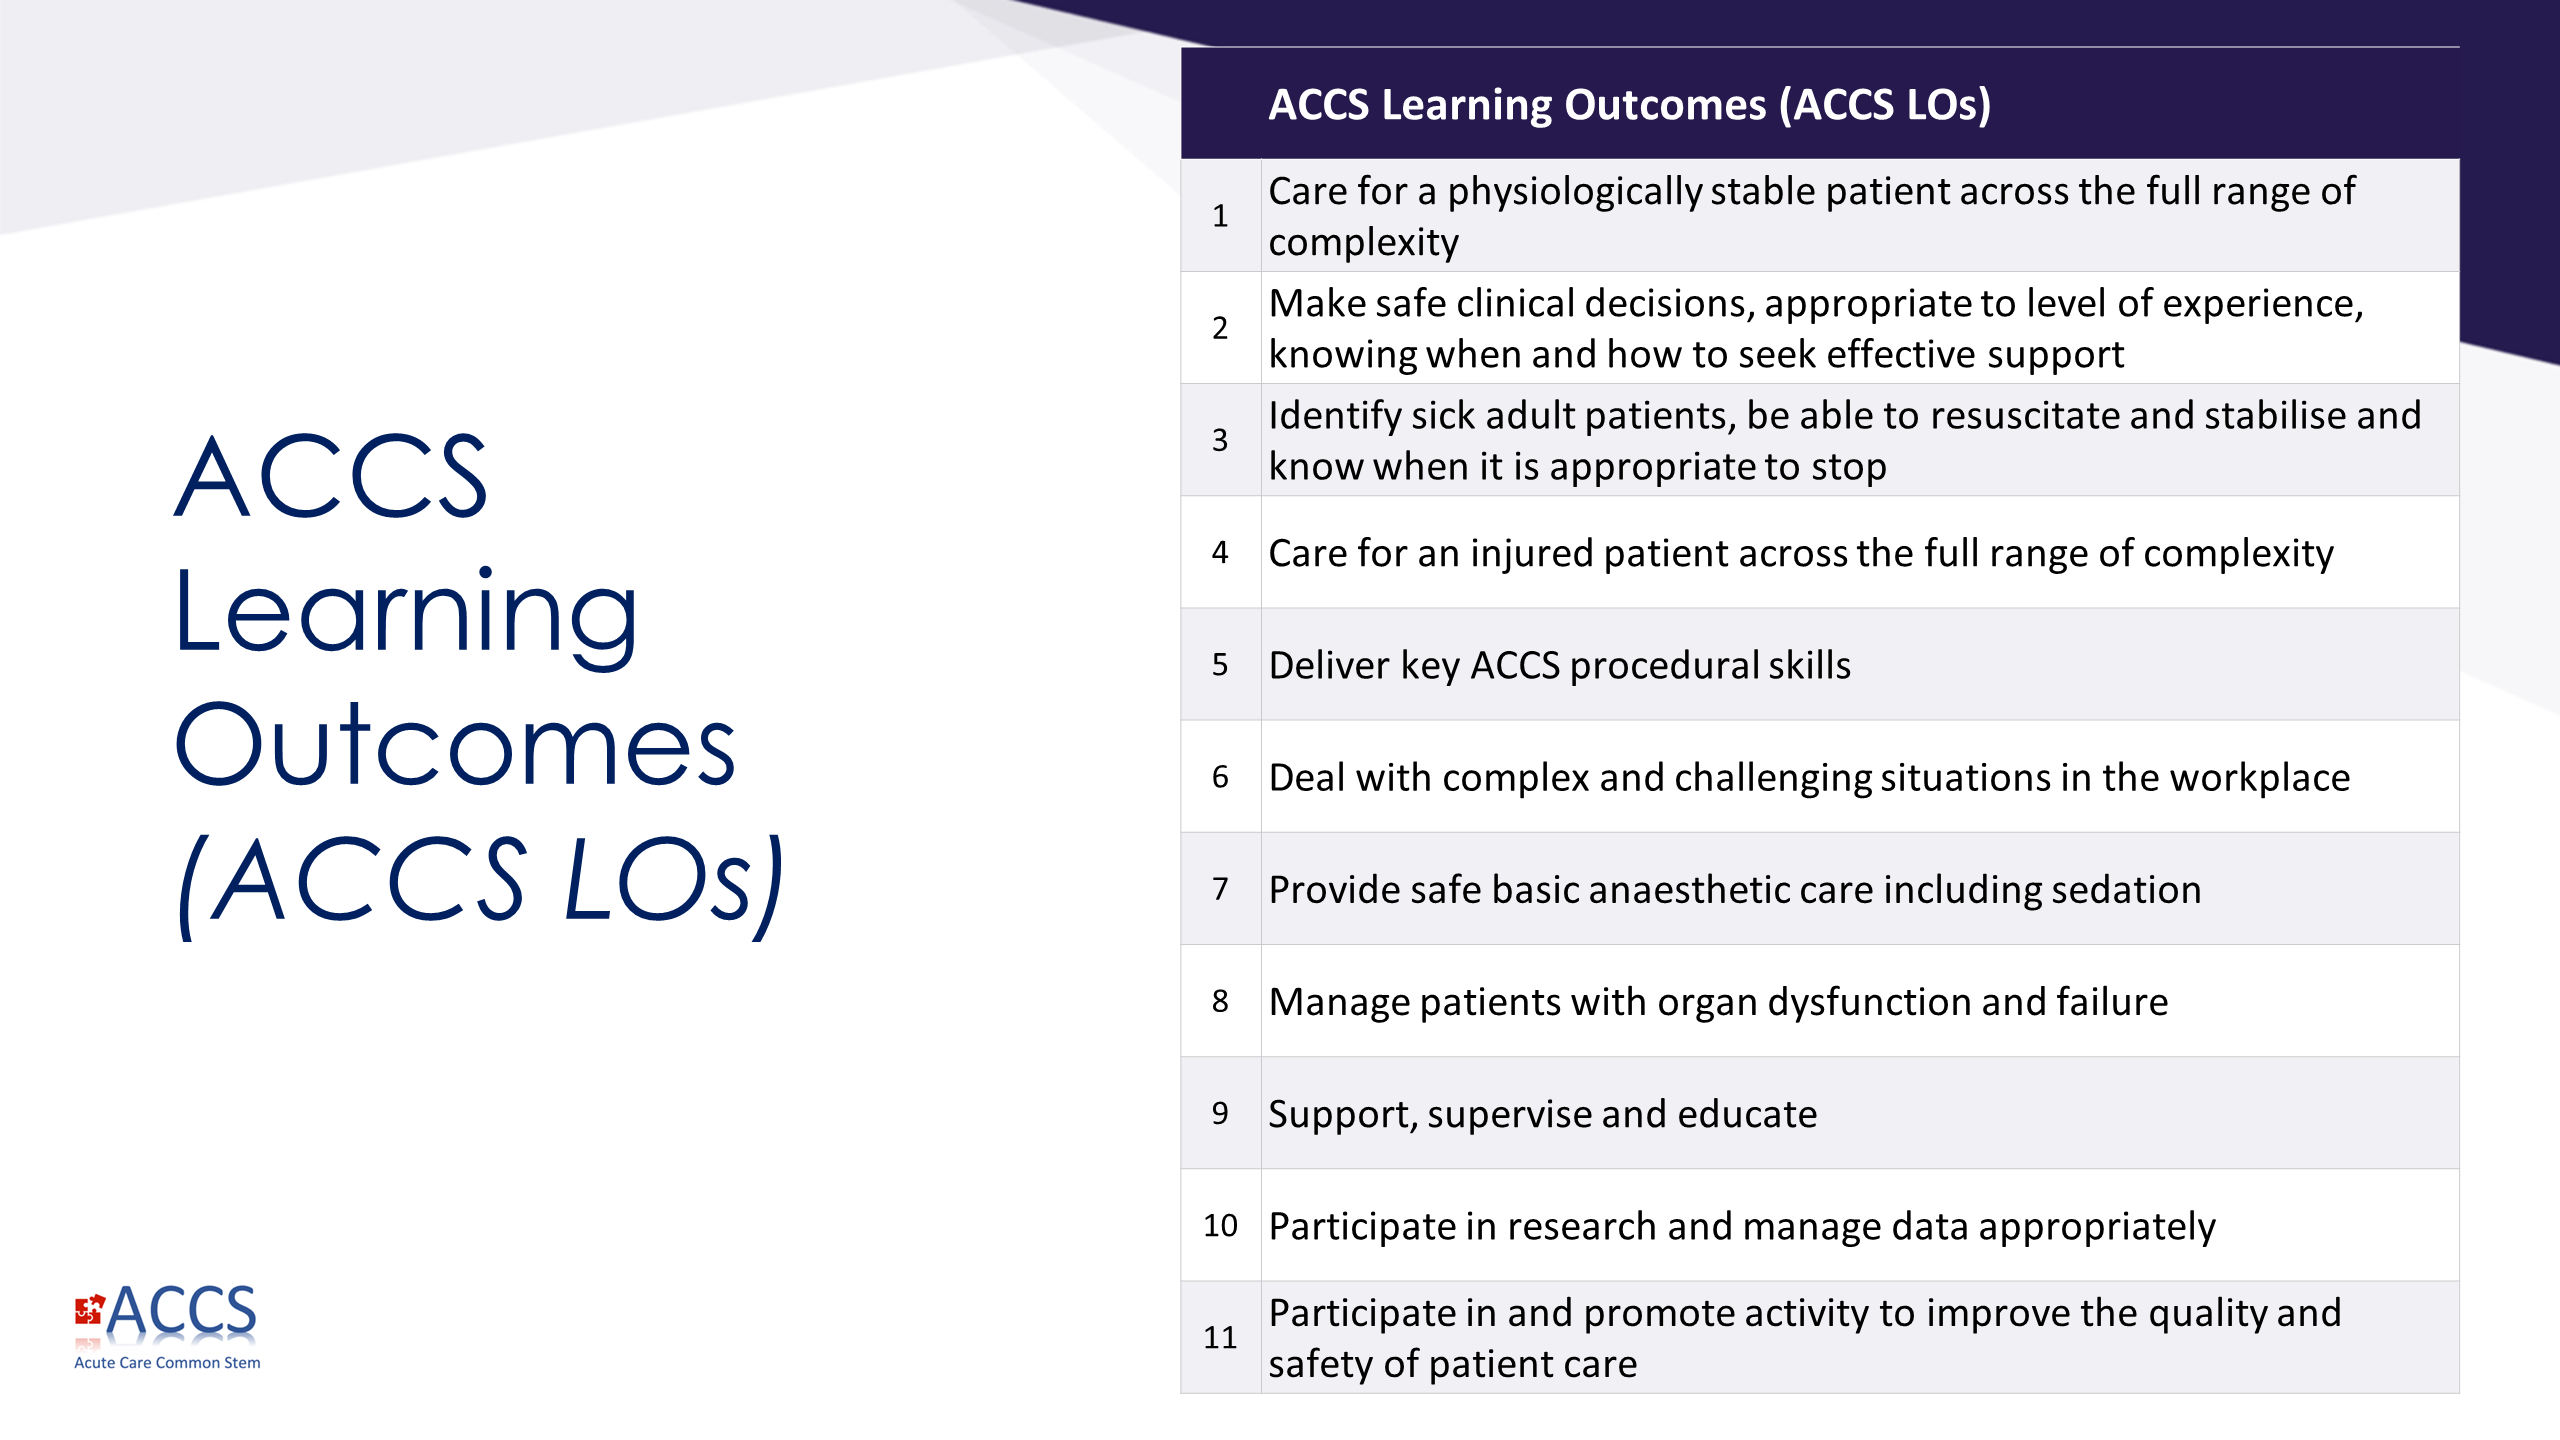 ACCS
Learning
Outcomes
(ACCS LOs)
ACCS
Acute Care Common Stem
ACCS Learning Outcomes (ACCS LOs)
1
Care for a physiologically stable patient across the full range of
complexity
2
Make safe clinical decisions, appropriate to level of experience,
knowing when and how to seek effective support
3
Identify sick adult patients, be able to resuscitate and stabilise and
know when it is appropriate to stop
4
Care for an injured patient across the full range of complexity
5
Deliver key ACCS procedural skills
6
Deal with complex and challenging situations in the workplace
7
Provide safe basic anaesthetic care including sedation
8
Manage patients with organ dysfunction and failure
9
Support, supervise and educate
10
Participate in research and manage data appropriately
11
Participate in and promote activity to improve the quality and
safety of patient care